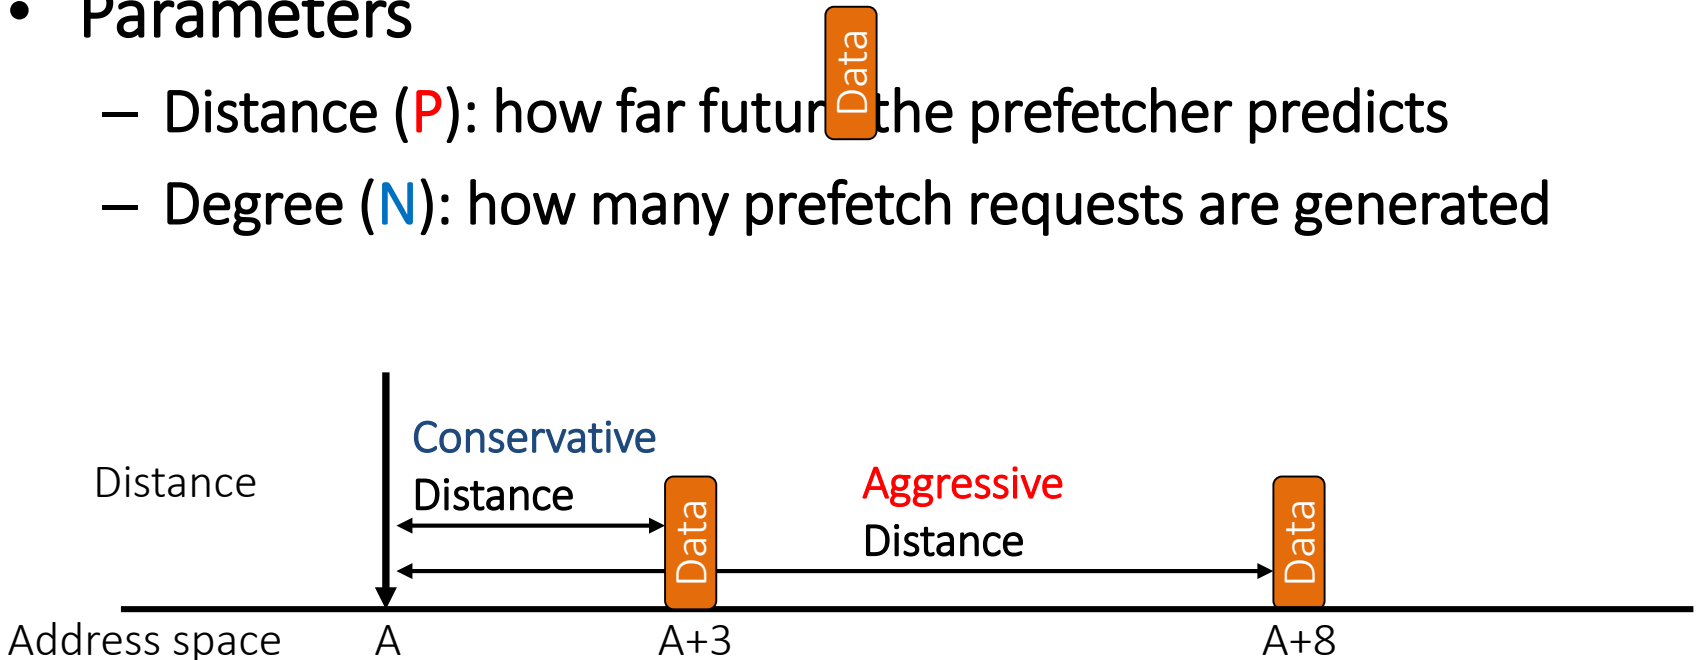 • Parameters
Data
– Distance (P): how far futur the prefetcher predicts
– Degree (N): how many prefetch requests are generated
Conservative
Distance
Distance
Data
Aggressive
Distance
Data
Address space
A
A+3
A+8